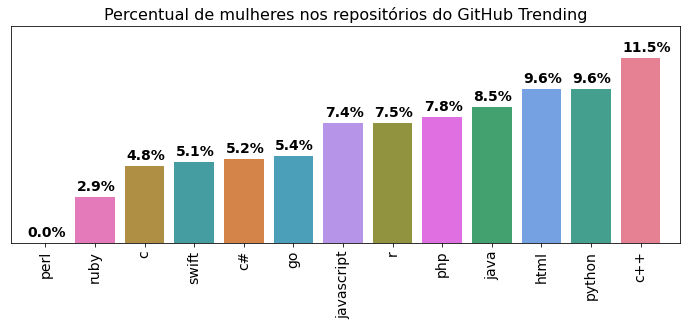 Percentual de mulheres nos repositórios do GitHub Trending
0.0%
2.9%
4.8%
5.1%
5.2%
5.4%
7.4%
7.5%
7.8%
8.5%
9.6%
9.6%
11.5%
perl
ruby
c
swift
c#
go
javascript
r
php
java
html
python
c++